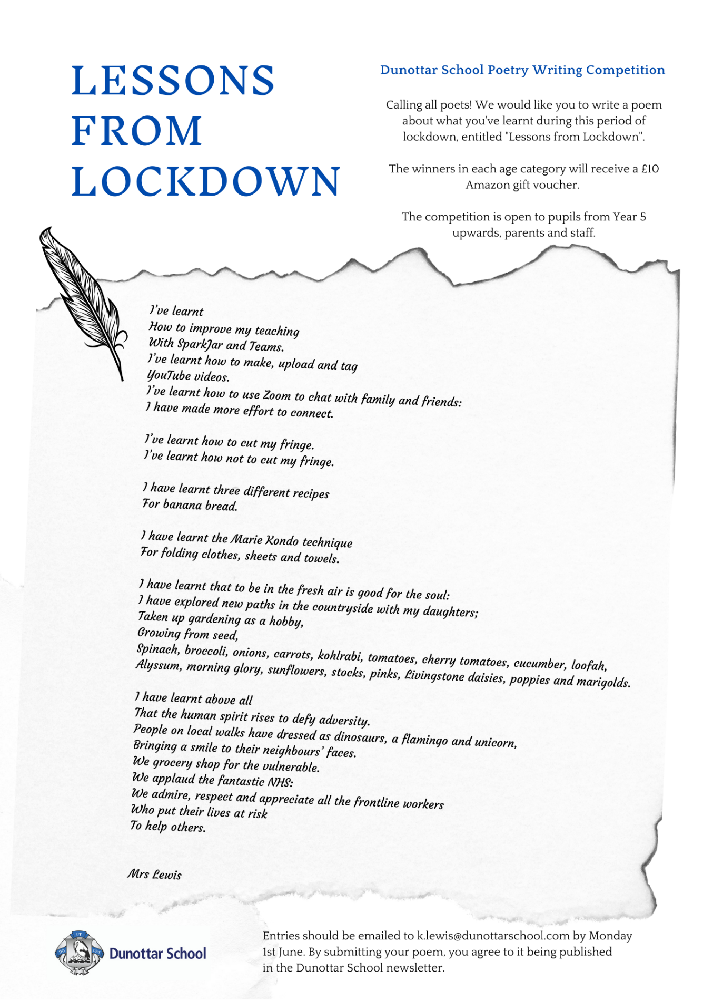 LESSONS
FROM
LOCKDOWN
Dunottar School Poetry Writing Competition
Calling all poets! We would like you to write a poem
about what you've learnt during this period of
lockdown, entitled "Lessons from Lockdown".
The winners in each age category will receive a £10
Amazon gift voucher.
The competition is open to pupils from Year 5
upwards, parents and staff.
I've learnt
How to improve my teaching
With SparkJar and Teams.
I've learnt how to make, upload and tag
YouTube videos.
I've learnt how to use Zoom to chat with family and friends:
I have made more effort to connect.
I've learnt how to cut my fringe.
I've learnt how not to cut my fringe.
I have learnt three different recipes
For banana bread.
I have learnt the Marie Kondo technique
For folding clothes, sheets and towels.
I have learnt that to be in the fresh air is good for the soul:
I have explored new paths in the countryside with my daughters;
Taken up gardening as a hobby,
Growing from seed,
Spinach, broccoli, onions, carrots, kohlrabi, tomatoes, cherry tomatoes, cucumber, loofah,
Alyssum, morning glory, sunflowers, stocks, pinks, Livingstone daisies, poppies and marigolds.
I have learnt above all
That the human spirit rises to defy adversity.
People on local walks have dressed as dinosaurs, a flamingo and unicorn,
Bringing a smile to their neighbours' faces.
We grocery shop for the vulnerable.
We applaud the fantastic NHS:
We admire, respect and appreciate all the frontline workers
Who put their lives at risk
To help others.
Mrs Lewis
UT
DO
DES
Dunottar School
Entries should be emailed to k.lewis@dunottarschool.com by Monday
1st June. By submitting your poem, you agree to it being published
in the Dunottar School newsletter.